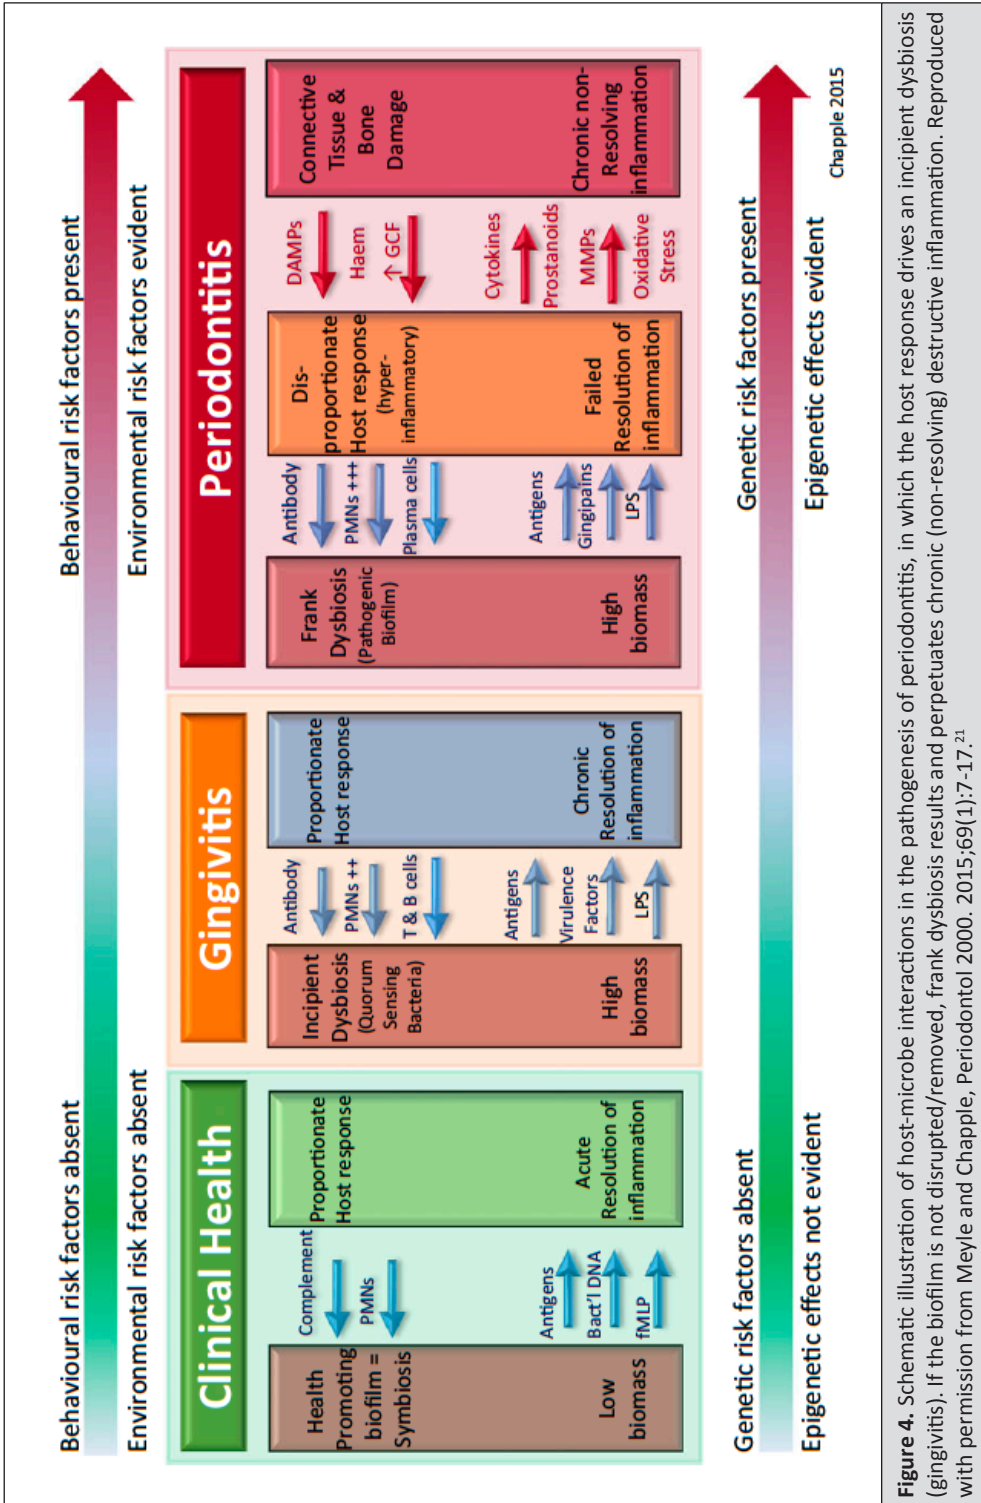 Behavioural risk factors absent
Behavioural risk factors present
Environmental risk factors absent
Environmental risk factors evident
Clinical Health
Health
Promoting
biofilm =
Symbiosis
Low
biomass
Complement
PMNs
Antigens
Bact'l DNA
fMLP
Proportionate
Host response
Acute
Resolution of
inflammation
Gingivitis
Incipient
Dysbiosis
(Quorum
Sensing
Bacteria)
High
biomass
Antibody
PMNs ++
T & B cells
Antigens
Virulence
Factors
LPS
Proportionate
Host response
Chronic
Resolution of
inflammation
Periodontitis
Frank
Dysbiosis
(Pathogenic
Biofilm)
High
biomass
Antibody
PMNs +++
Plasma cells
Antigens
Gingipains
LPS
Dis-
proportionate
Host response
(hyper-
inflammatory)
Failed
Resolution of
inflammation
DAMPs
Haem
↑ GCF
Cytokines
Prostanoids
MMPs
Oxidative
Stress
Connective
Tissue &
Bone
Damage
Chronic non-
Resolving
inflammation
Genetic risk factors absent
Genetic risk factors present
Epigenetic effects not evident
Epigenetic effects evident
Chapple 2015
Figure 4. Schematic illustration of host-microbe interactions in the pathogenesis of periodontitis, in which the host response drives an incipient dysbiosis
(gingivitis). If the biofilm is not disrupted/removed, frank dysbiosis results and perpetuates chronic (non-resolving) destructive inflammation. Reproduced
with permission from Meyle and Chapple, Periodontol 2000. 2015;69(1):7-17.21